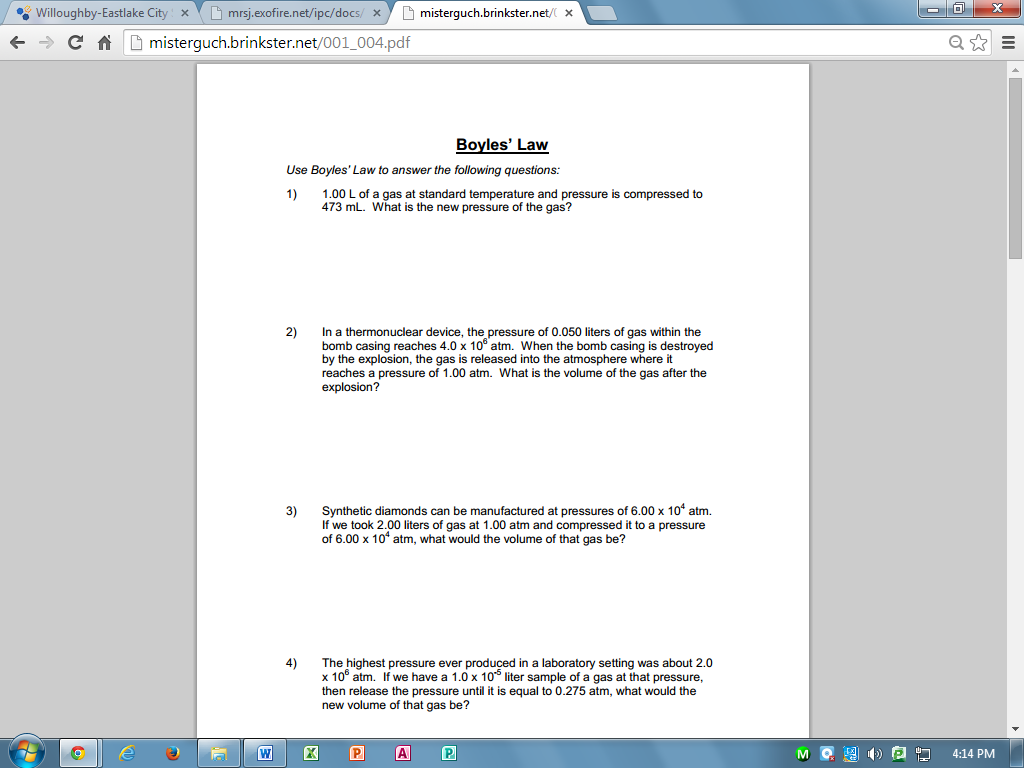 Willoughby-Eastlake City
mrsj.exofire.net/ipc/docs/
misterguch.brinkster.net/
misterguch.brinkster.net/001_004.pdf
Boyles’ Law
Use Boyles’ Law to answer the following questions:
1) 1.00 L of a gas at standard temperature and pressure is compressed to
473 mL. What is the new pressure of the gas?
2) In a thermonuclear device, the pressure of 0.050 liters of gas within the
bomb casing reaches 4.0 x 10⁶ atm. When the bomb casing is destroyed
by the explosion, the gas is released into the atmosphere where it
reaches a pressure of 1.00 atm. What is the volume of the gas after the
explosion?
3) Synthetic diamonds can be manufactured at pressures of 6.00 x 10⁴ atm.
If we took 2.00 liters of gas at 1.00 atm and compressed it to a pressure
of 6.00 x 10⁴ atm, what would the volume of that gas be?
4) The highest pressure ever produced in a laboratory setting was about 2.0
x 10⁶ atm. If we have a 1.0 x 10⁻⁵ liter sample of a gas at that pressure,
then release the pressure until it is equal to 0.275 atm, what would the
new volume of that gas be?
4:14 PM